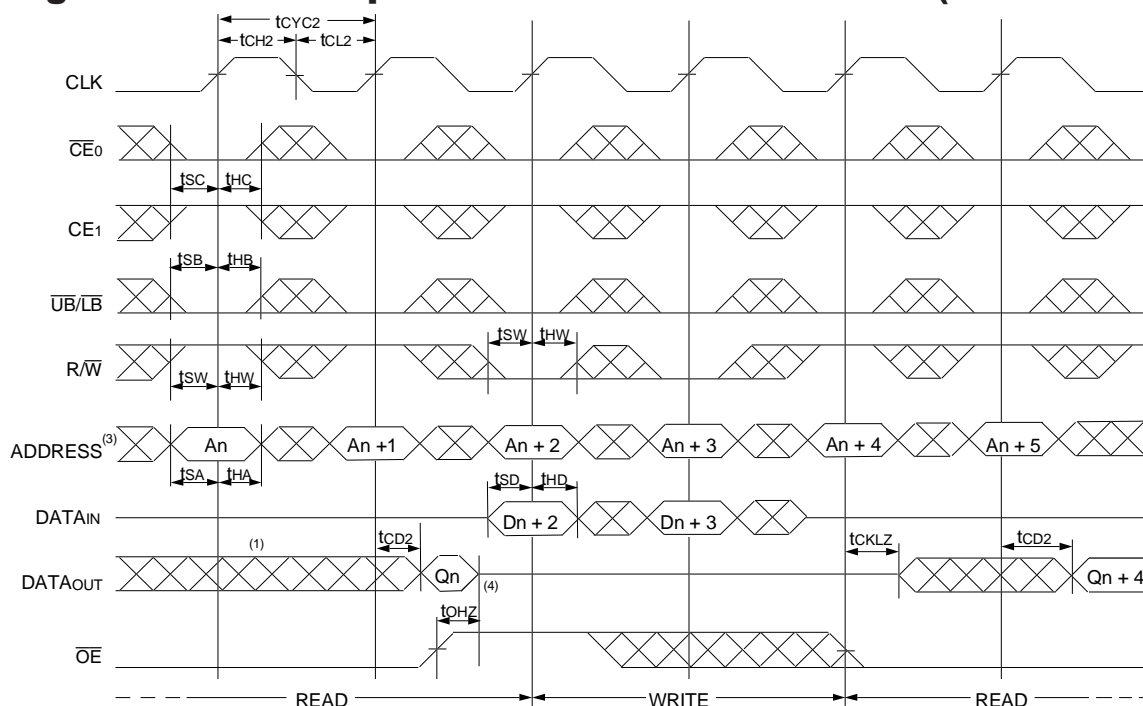 tCYC2
tCH2 tCL2
CLK
CE0
tSC tHC
CE1
tSB tHB
UB/LB
tSW tHW
R/W
tSW tHW
ADDRESS(3) An An +1 An + 2 An + 3 An + 4 An + 5
tSA tHA tSD tHD
DATAIN Dn + 2 Dn + 3
(1) tCD2 tCKLZ tCD2
DATAOUT Qn (4) Qn + 4
tOHZ
OE
READ WRITE READ